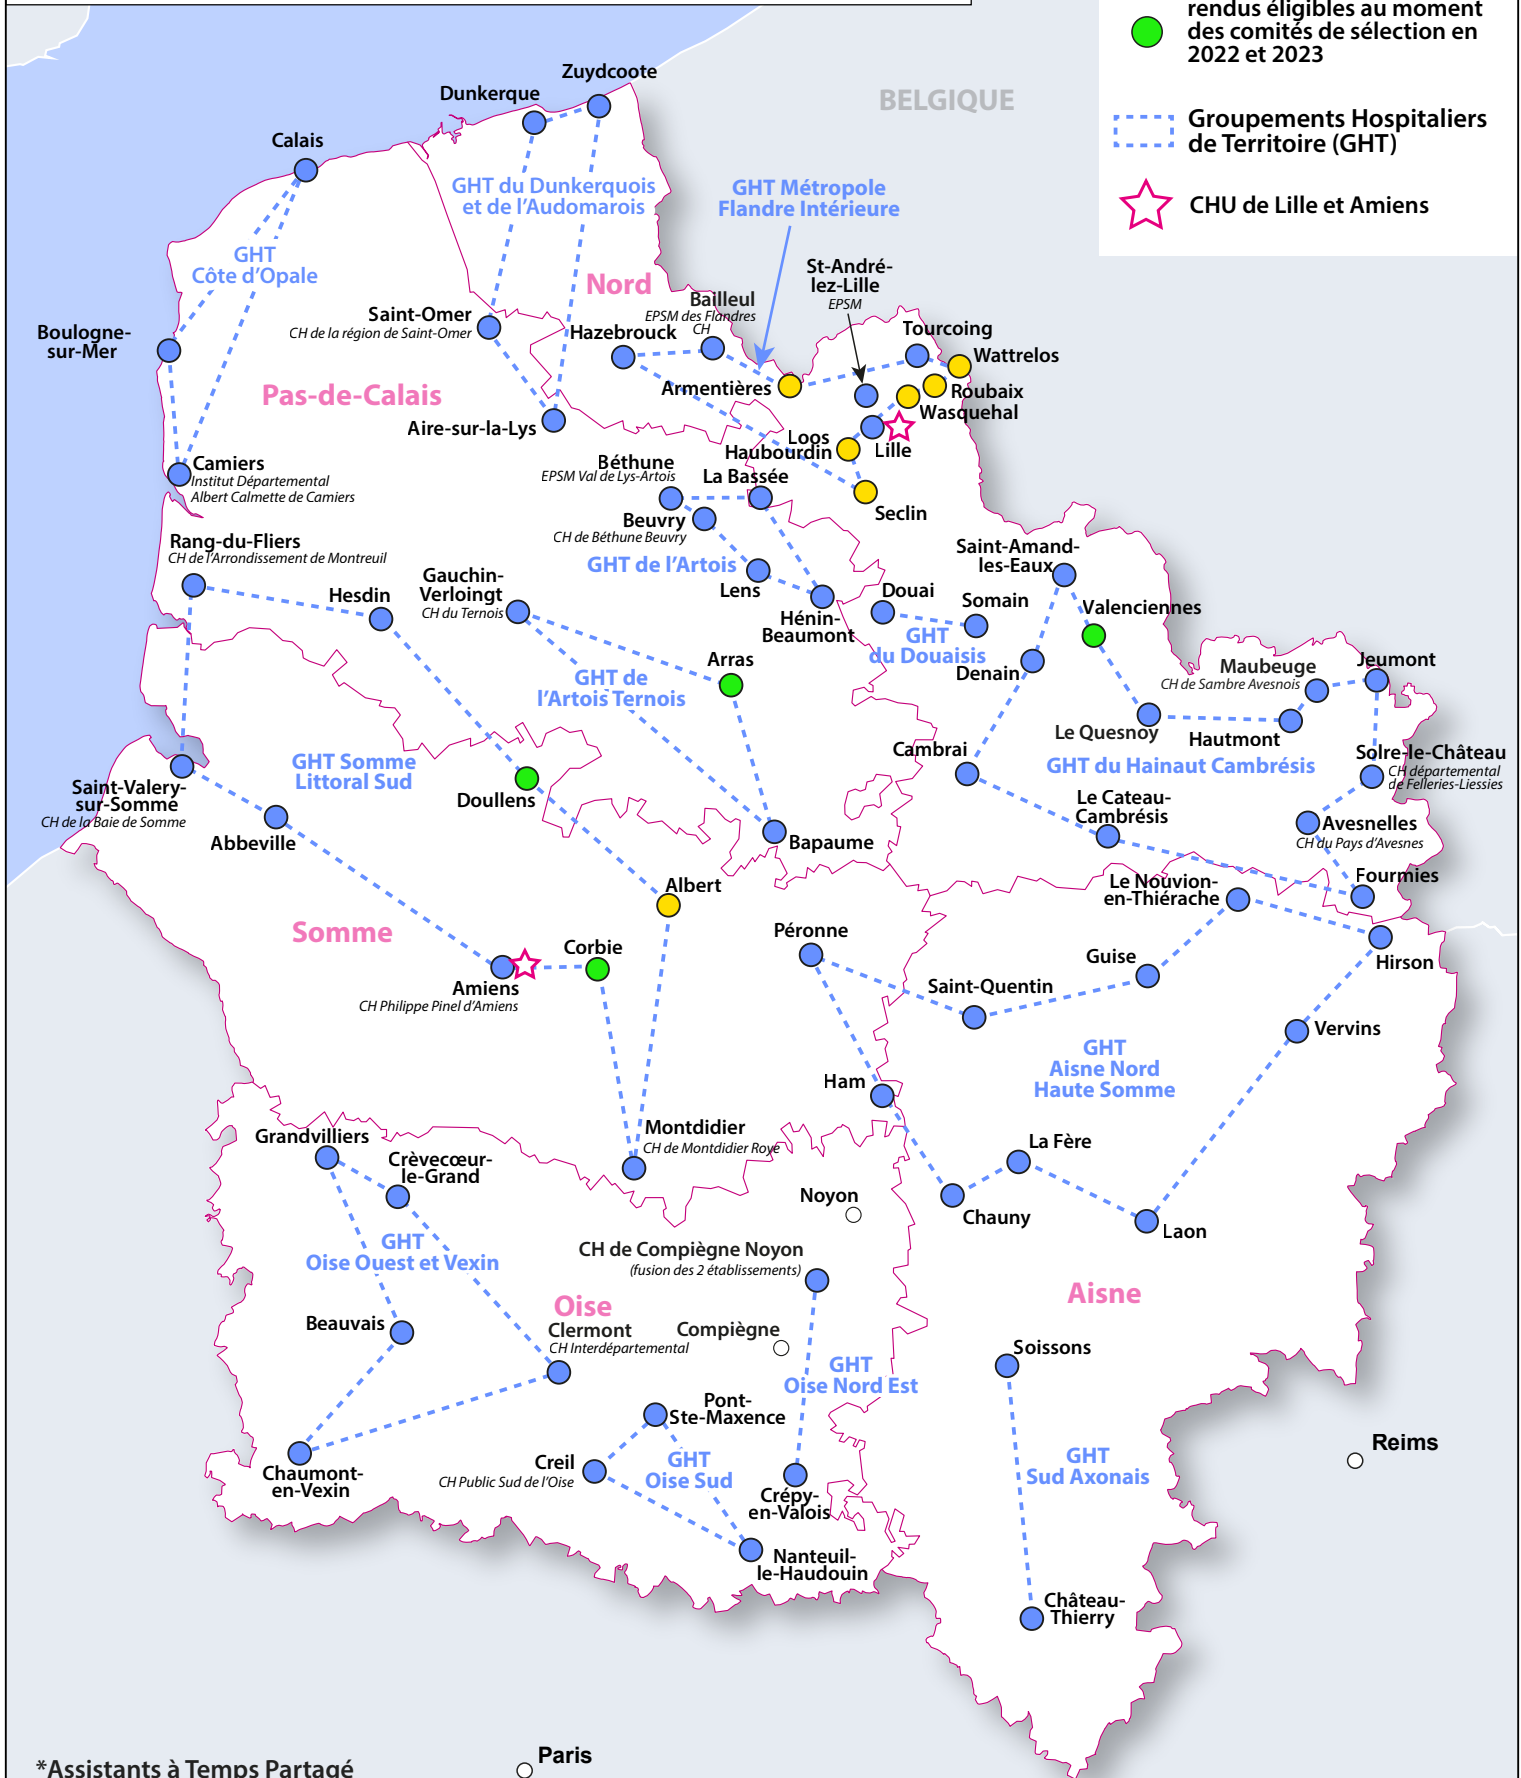 rendus éligibles au moment
des comités de sélection en
2022 et 2023
Groupements Hospitaliers
de Territoire (GHT)
CHU de Lille et Amiens
BELGIQUE
Zuydcoote
Dunkerque
Calais
GHT du Dunkerquois
et de l'Audomarois
GHT Métropole
Flandre Intérieure
GHT
Côte d'Opale
Nord
St-André-
lez-Lille
EPSM
Bailleul
EPSM des Flandres
CH
Saint-Omer
CH de la région de Saint-Omer
Hazebrouck
Tourcoing
Wattrelos
Boulogne-
sur-Mer
Armentières
Roubaix
Wasquehal
Pas-de-Calais
Aire-sur-la-Lys
Loos
Haubourdin
Lille
Camiers
Institut Départemental
Albert Calmette de Camiers
Béthune
EPSM Val de Lys-Artois
La Bassée
Seclin
Beuvry
CH de Béthune Beuvry
Rang-du-Fliers
CH de l'Arrondissement de Montreuil
GHT de l'Artois
Saint-Amand-
les-Eaux
Gauchin-
Verloingt
CH du Ternois
Hesdin
Lens
Douai
Somain
Valenciennes
Hénin-
Beaumont
GHT
du Douaisis
Denain
Arras
GHT de
l'Artois Ternois
Maubeuge
CH de Sambre Avesnois
Jeumont
Le Quesnoy
Hautmont
Cambrai
GHT du Hainaut Cambrésis
Solre-le-Château
CH départemental
de Felleries-Liessies
GHT Somme
Littoral Sud
Saint-Valery-
sur-Somme
CH de la Baie de Somme
Doullens
Le Cateau-
Cambrésis
Avesnelles
CH du Pays d'Avesnes
Abbeville
Bapaume
Albert
Le Nouvion-
en-Thiérache
Fourmies
Somme
Péronne
Corbie
Guise
Hirson
Amiens
CH Philippe Pinel d'Amiens
Saint-Quentin
Vervins
GHT
Aisne Nord
Haute Somme
Ham
Montdidier
CH de Montdidier Roye
Grandvilliers
Crèvecœur-
le-Grand
La Fère
Noyon
Chauny
Laon
GHT
Oise Ouest et Vexin
CH de Compiègne Noyon
(fusion des 2 établissements)
Oise
Aisne
Beauvais
Clermont
CH Interdépartemental
Compiègne
Soissons
GHT
Oise Nord Est
Pont-
Ste-Maxence
Reims
Creil
CH Public Sud de l'Oise
GHT
Oise Sud
GHT
Sud Axonais
Chaumont-
en-Vexin
Crépy-
en-Valois
Nanteuil-
le-Haudouin
Château-
Thierry
Paris
*Assistants à Temps Partagé